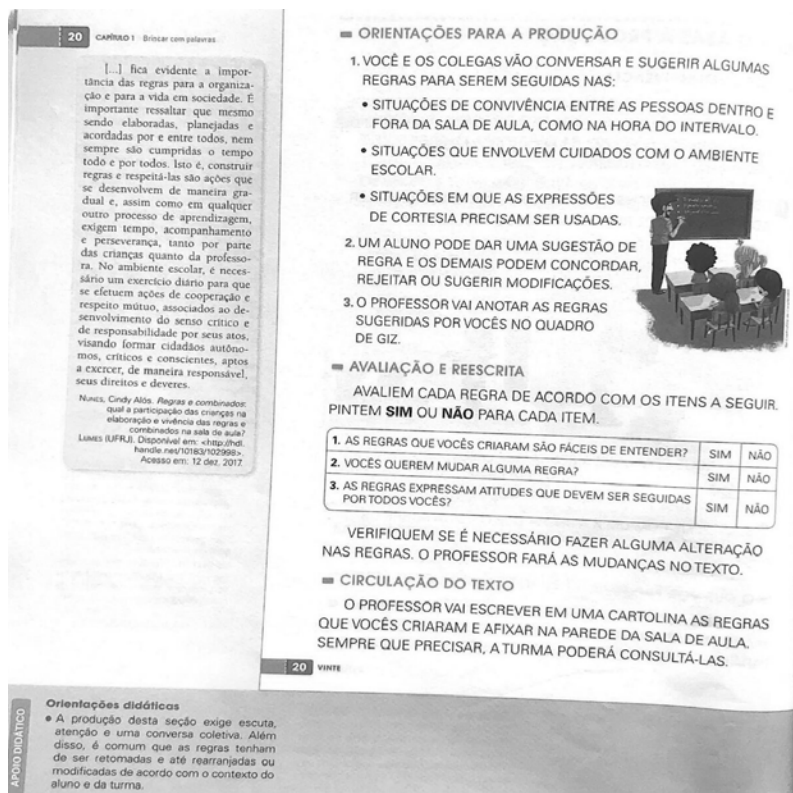 20 CAPÍTULO 1 Brincar com palavras
[...] fica evidente a impor-
tância das regras para a organiza-
ção e para a vida em sociedade. É
importante ressaltar que mesmo
sendo elaboradas, planejadas e
acordadas por e entre todos, nem
sempre são cumpridas o tempo
todo e por todos. Isto é, construir
regras e respeitá-las são ações que
se desenvolvem de maneira gra-
dual e, assim como em qualquer
outro processo de aprendizagem,
exigem tempo, acompanhamento
e perseverança, tanto por parte
das crianças quanto da professo-
ra. No ambiente escolar, é neces-
sário um exercício diário para que
se efetuem ações de cooperação e
respeito mútuo, associados ao de-
senvolvimento do senso crítico e
de responsabilidade por seus atos,
visando formar cidadãos autôno-
mos, críticos e conscientes, aptos
a exercer, de maneira responsável,
seus direitos e deveres.
NUNES, Cindy Alós. Regras e combinados:
qual a participação das crianças na
elaboração e vivência das regras e
combinados na sala de aula?
LUMES (UFRJ). Disponível em: <http://hdl.
handle.net/10183/102998>.
Acesso em: 12 dez. 2017.
ORIENTAÇÕES PARA A PRODUÇÃO
1. VOCÊ E OS COLEGAS VÃO CONVERSAR E SUGERIR ALGUMAS
REGRAS PARA SEREM SEGUIDAS NAS:
• SITUAÇÕES DE CONVIVÊNCIA ENTRE AS PESSOAS DENTRO E
FORA DA SALA DE AULA, COMO NA HORA DO INTERVALO.
• SITUAÇÕES QUE ENVOLVEM CUIDADOS COM O AMBIENTE
ESCOLAR.
• SITUAÇÕES EM QUE AS EXPRESSÕES
DE CORTESIA PRECISAM SER USADAS.
2. UM ALUNO PODE DAR UMA SUGESTÃO DE
REGRA E OS DEMAIS PODEM CONCORDAR,
REJEITAR OU SUGERIR MODIFICAÇÕES.
3. O PROFESSOR VAI ANOTAR AS REGRAS
SUGERIDAS POR VOCÊS NO QUADRO
DE GIZ.
AVALIAÇÃO E REESCRITA
AVALIEM CADA REGRA DE ACORDO COM OS ITENS A SEGUIR.
PINTEM SIM OU NÃO PARA CADA ITEM.
1. AS REGRAS QUE VOCÊS CRIARAM SÃO FÁCEIS DE ENTENDER? SIM NÃO
2. VOCÊS QUEREM MUDAR ALGUMA REGRA? SIM NÃO
3. AS REGRAS EXPRESSAM ATITUDES QUE DEVEM SER SEGUIDAS
POR TODOS VOCÊS? SIM NÃO
VERIFIQUEM SE É NECESSÁRIO FAZER ALGUMA ALTERAÇÃO
NAS REGRAS. O PROFESSOR FARÁ AS MUDANÇAS NO TEXTO.
CIRCULAÇÃO DO TEXTO
O PROFESSOR VAI ESCREVER EM UMA CARTOLINA AS REGRAS
QUE VOCÊS CRIARAM E AFIXAR NA PAREDE DA SALA DE AULA.
SEMPRE QUE PRECISAR, A TURMA PODERÁ CONSULTÁ-LAS.
20 VINTE
APOIO DIDÁTICO
Orientações didáticas
• A produção desta seção exige escuta,
atenção e uma conversa coletiva. Além
disso, é comum que as regras tenham
de ser retomadas e até rearranjadas ou
modificadas de acordo com o contexto do
aluno e da turma.